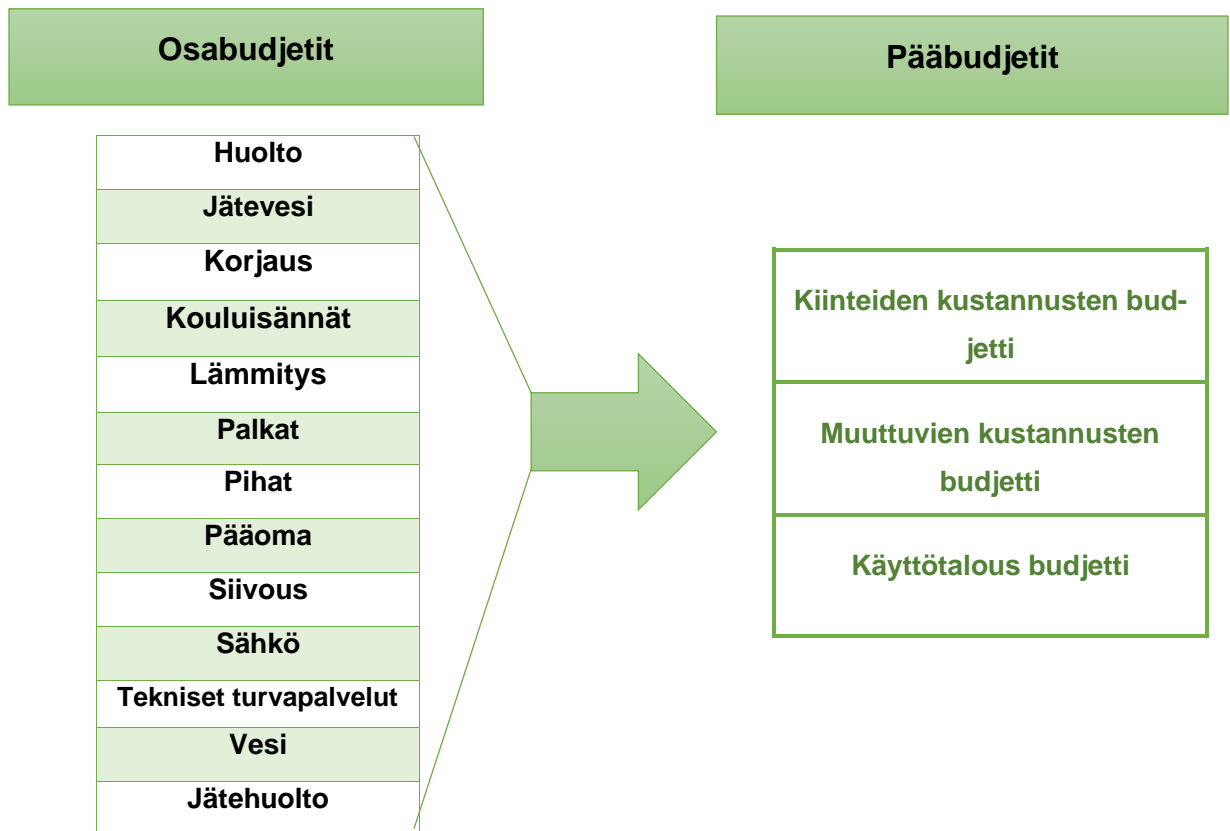 Osabudjetit
Huolto
Jätevesi
Korjaus
Kouluisännät
Lämmitys
Palkat
Pihat
Pääoma
Siivous
Sähkö
Tekniset turvapalvelut
Vesi
Jätehuolto
Pääbudjetit
Kiinteiden kustannusten bud-
jetti
Muuttuvien kustannusten
budjetti
Käyttötalous budjetti